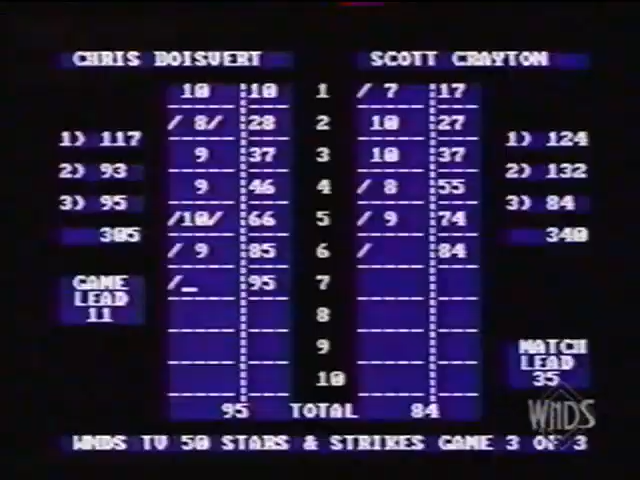 CHRIS BOISVERT SCOTT CRAYTON
10 10 1 / 7 17
/ 8/ 28 2 10 27
1) 117 9 37 3 10 37 1) 124
2) 93 9 46 4 / 8 55 2) 132
3) 95 /10/ 66 5 / 9 74 3) 84
305 / 9 85 6 / 84 340
GAME LEAD 11 /_ 95 7
8
9
10
MATCH LEAD 35
95 TOTAL 84
WNDS
WNDS TV 50 STARS & STRIKES GAME 3 OF 3